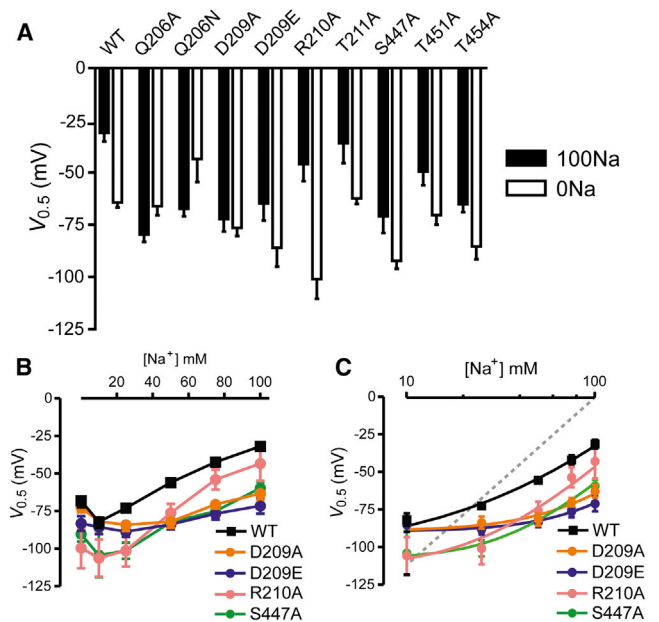 A
WT Q206A Q206N D209A D209E R210A T211A S447A T451A T454A
0
-25
-50
-75
-100
-125
V0.5 (mV)
100Na
0Na
B
[Na+] mM
20 40 60 80 100
0
-25
-50
-75
-100
-125
V0.5 (mV)
WT
D209A
D209E
R210A
S447A
C
[Na+] mM
10 100
0
-25
-50
-75
-100
-125
V0.5 (mV)
WT
D209A
D209E
R210A
S447A